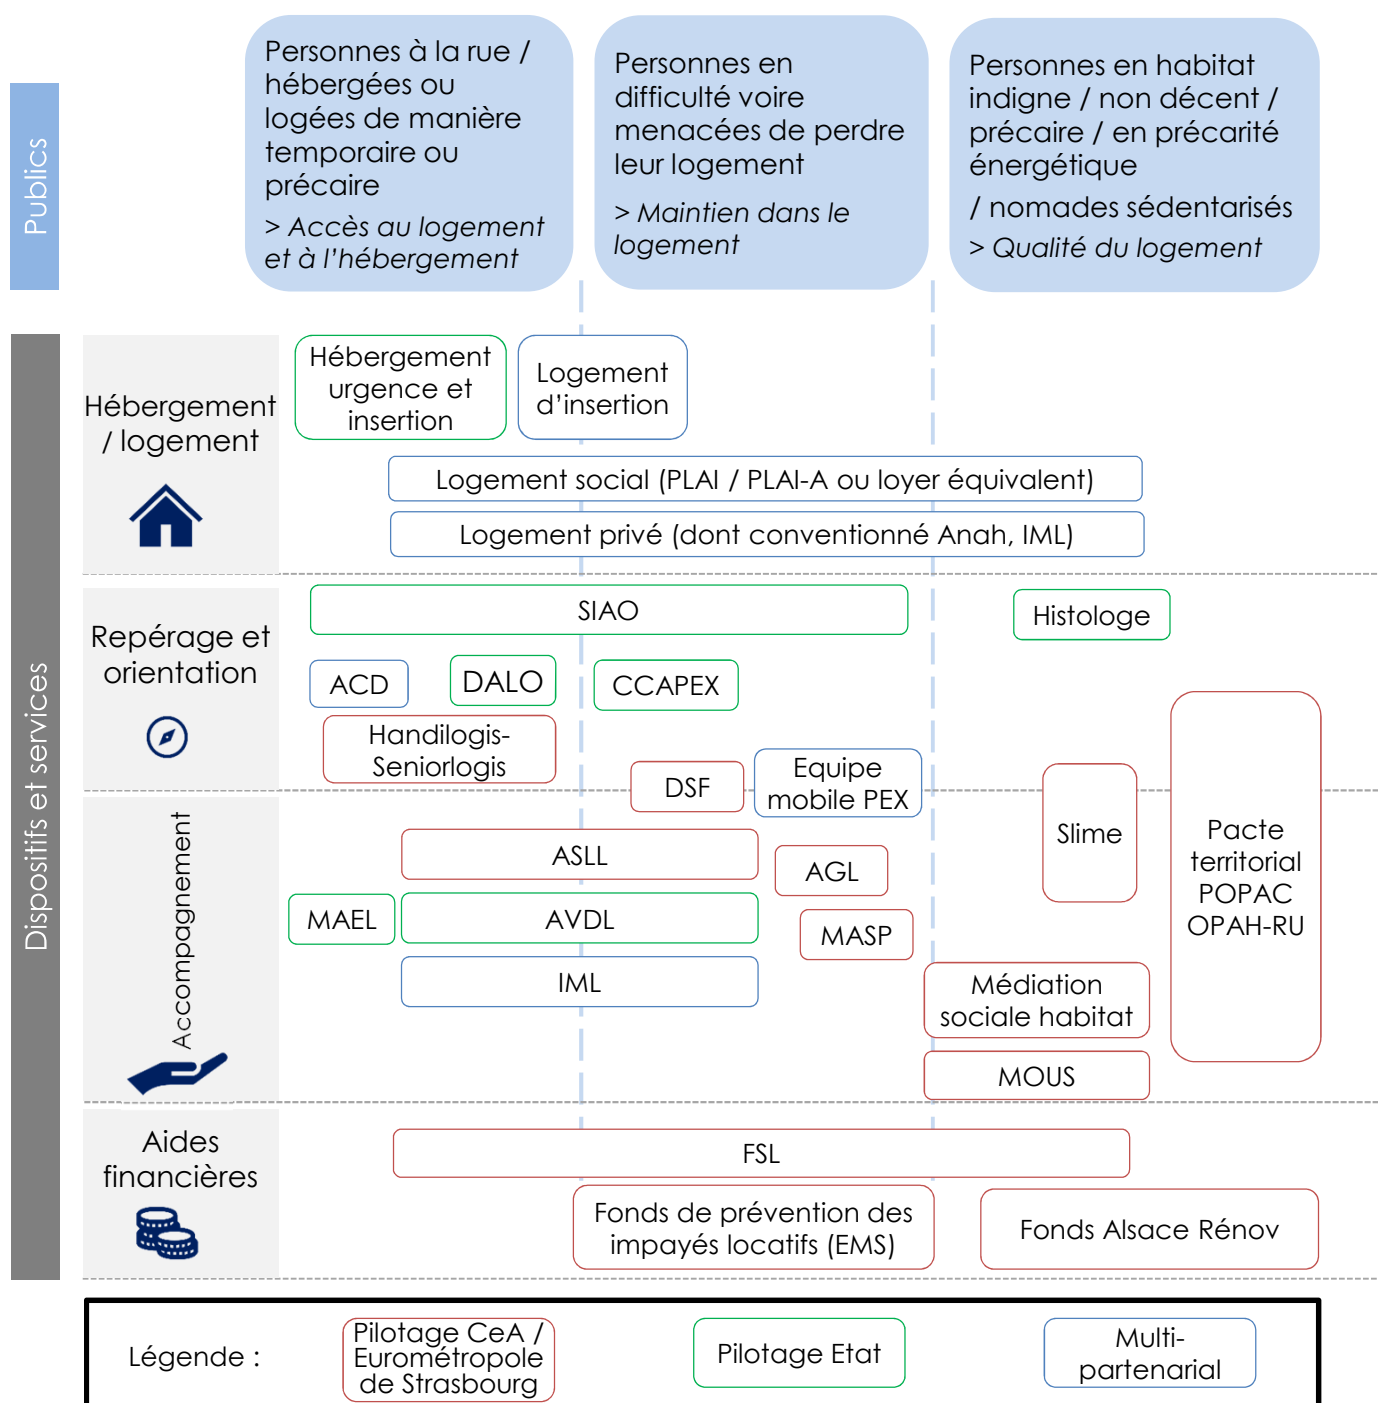 Publics
Personnes à la rue /
hébergées ou
logées de manière
temporaire ou
précaire
> Accès au logement
et à l'hébergement
Personnes en
difficulté voire
menacées de perdre
leur logement
> Maintien dans le
logement
Personnes en habitat
indigne / non décent /
précaire / en précarité
énergétique
/ nomades sédentarisés
> Qualité du logement
Dispositifs et services
Hébergement
/ logement
Hébergement
urgence et
insertion
Logement
d'insertion
Logement social (PLAI / PLAI-A ou loyer équivalent)
Logement privé (dont conventionné Anah, IML)
Repérage et
orientation
SIAO
Histologe
ACD
DALO
CCAPEX
Handilogis-
Seniorlogis
DSF
Equipe
mobile PEX
Slime
Pacte
territorial
POPAC
OPAH-RU
Accompagnement
ASLL
AGL
MAEL
AVDL
MASP
IML
Médiation
sociale habitat
MOUS
Aides
financières
FSL
Fonds de prévention des
impayés locatifs (EMS)
Fonds Alsace Rénov
Légende :
Pilotage CeA /
Eurométropole
de Strasbourg
Pilotage Etat
Multi-
partenarial